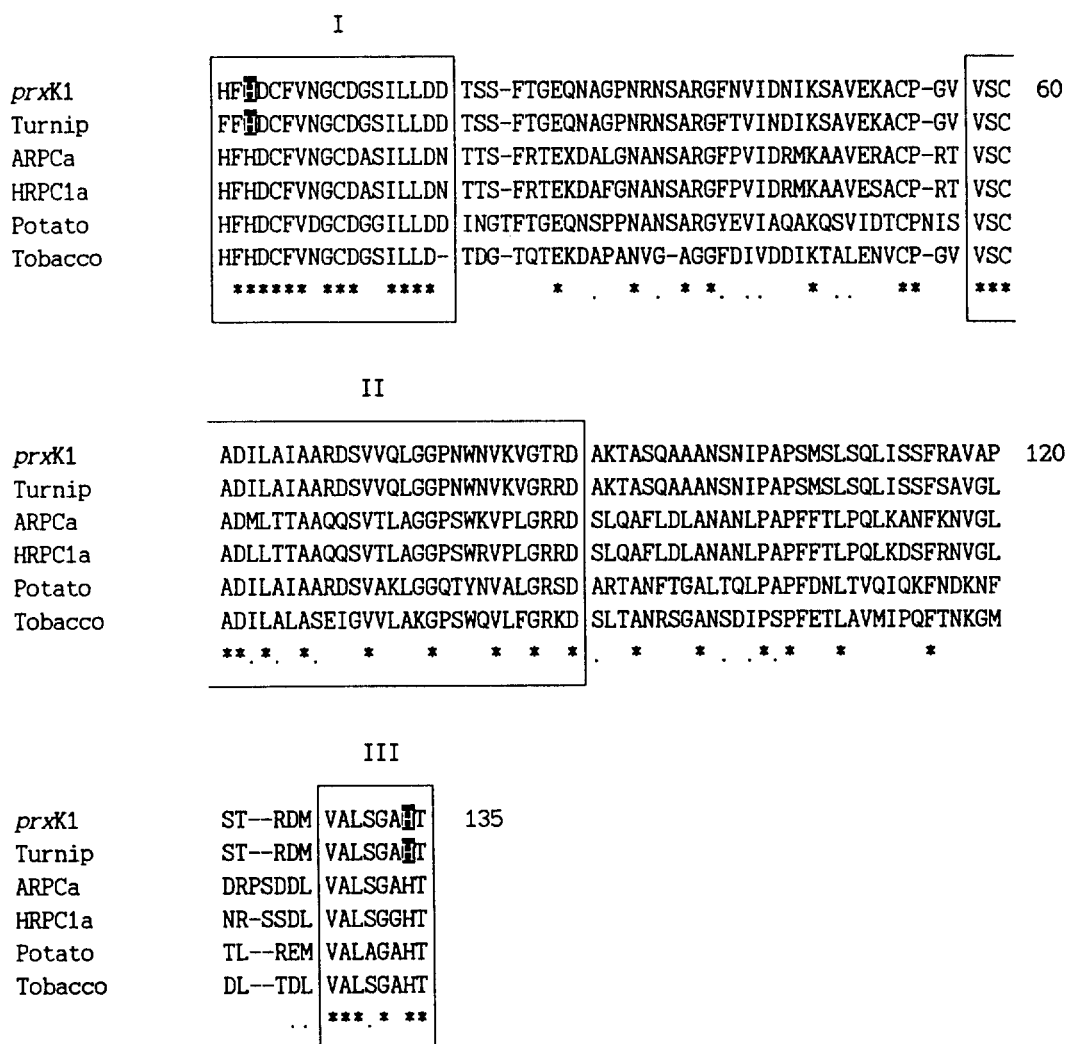 I
prxK1 HFHDCFVNGCDGSILLDD TSS-FTGEQNAGPNRNSARGFNVIDNIKSAVEKACP-GV VSC 60
Turnip FFHDCFVNGCDGSILLDD TSS-FTGEQNAGPNRNSARGFTVINDIKSAVEKACP-GV VSC
ARPCa HFHDCFVNGCDASILLDN TTS-FRTEXDALGNANSARGFPVIDRMKAAVERACP-RT VSC
HRPC1a HFHDCFVNGCDASILLDN TTS-FRTEKDAFGNANSARGFPVIDRMKAAVESACP-RT VSC
Potato HFHDCFVDGCDGGILLDD INGTFTGEQNSPPNANSARGYEVIAQAKQSVIDTCPNIS VSC
Tobacco HFHDCFVNGCDGSILLD- TDG-TQTEKDAPANVG-AGGFDIVDDIKTALENVCP-GV VSC
****** *** **** * . * . * * . .. * .. ** . ***
II
prxK1 ADILAIAARDSVVQLGGPNWNVKVGTRD AKTASQAAANSNIPAPSMSLSQLISSFRAVAP 120
Turnip ADILAIAARDSVVQLGGPNWNVKVGRRD AKTASQAAANSNIPAPSMSLSQLISSFSAVGL
ARPCa ADMLTTAAQQSVTLAGGPSWKVPLGRRD SLQAFLDLANANLPAPFFTLPQLKANFKNVGL
HRPC1a ADLLTTAAQQSVTLAGGPSWRVPLGRRD SLQAFLDLANANLPAPFFTLPQLKDSFRNVGL
Potato ADILAIAARDSVAKLGGQTYNVALGRSD ARTANFTGALTQLPAPFDNLTVQIQKFNDKNF
Tobacco ADILALASEIGVVLAKGPSWQVLFGRKD SLTANRSGANSDIPSPFETLAVMIPQFTNKGM
**.*. *. * * * * * . * * . .*.* * *
III
prxK1 ST--RDM VALSGAHT 135
Turnip ST--RDM VALSGAHT
ARPCa DRPSDDL VALSGAHT
HRPC1a NR-SSDL VALSGGHT
Potato TL--REM VALAGAHT
Tobacco DL--TDL VALSGAHT
.. ***.* **